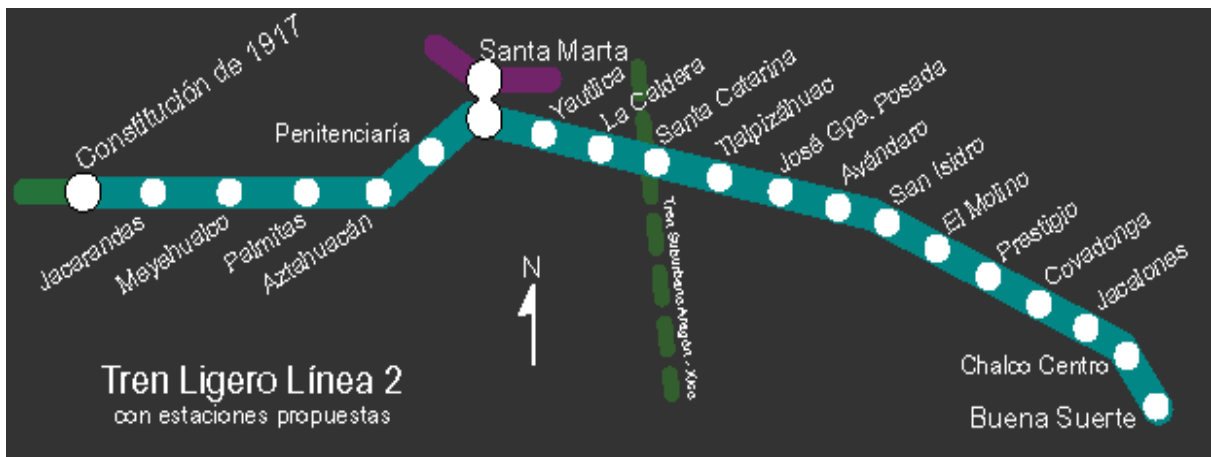 Constitución de 1917
Jacarandas
Meyehualco
Palmitas
Aztahuacán
Penitenciaría
Santa Marta
Yautlica
La Caldera
Santa Catarina
Tlalpizáhuac
José Gpe. Posada
Avándaro
San Isidro
El Molino
Prestigio
Covadonga
Jacalones
Chalco Centro
Buena Suerte
Tren Suburbano Aragón - Xico
N
Tren Ligero Línea 2
con estaciones propuestas